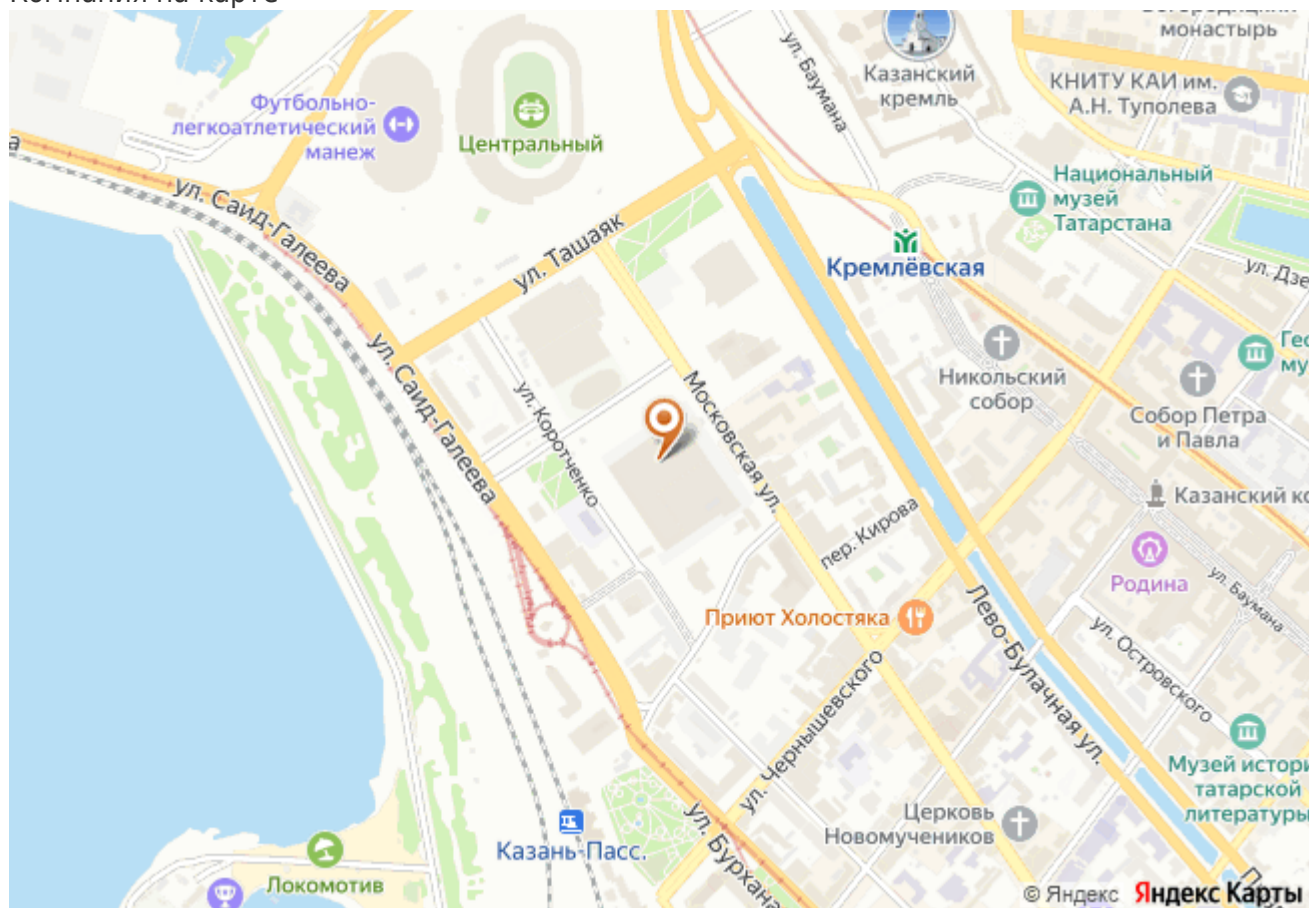 Компания на карте
монастырь
Казанский
кремль
КНИТУ КАИ им.
А.Н. Туполева
ул. Баумана
Футбольно-
легкоатлетический
манеж
Центральный
Национальный
музей
Татарстана
ул. Саид-Галеева
ул. Ташаяк
Кремлёвская
ул. Саид-Галеева
ул. Коротченко
Московская ул.
Никольский
собор
Собор Петра
и Павла
Казанский
пер. Кирова
Родина
ул. Баумана
Приют Холостяка
Лево-Булачная ул.
ул. Островского
ул. Чернышевского
Музей
татарской
литературы
Церковь
Новомучеников
Казань-Пасс.
ул. Бурхана
Локомотив
© Яндекс Яндекс Карты